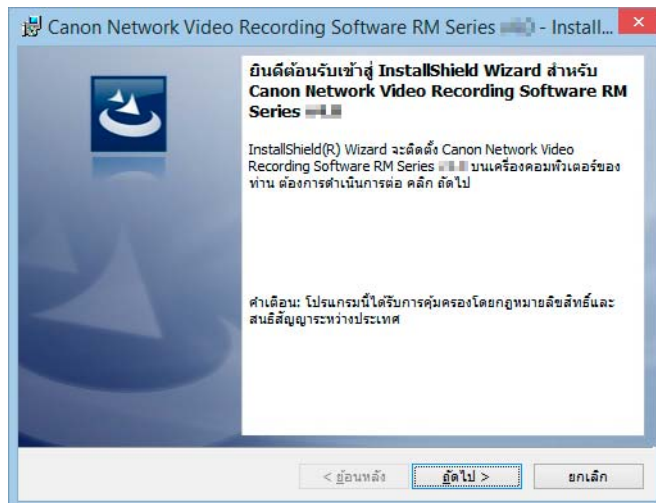 Canon Network Video Recording Software RM Series - Install...
ยินดีต้อนรับเข้าสู่ InstallShield Wizard สำหรับ
Canon Network Video Recording Software RM
Series
InstallShield(R) Wizard จะติดตั้ง Canon Network Video
Recording Software RM Series บนเครื่องคอมพิวเตอร์ของ
ท่าน ต้องการดำเนินการต่อ คลิก ถัดไป
คำเตือน: โปรแกรมนี้ได้รับการคุ้มครองโดยกฎหมายลิขสิทธิ์และ
สนธิสัญญาระหว่างประเทศ
< ย้อนหลัง ถัดไป > ยกเลิก